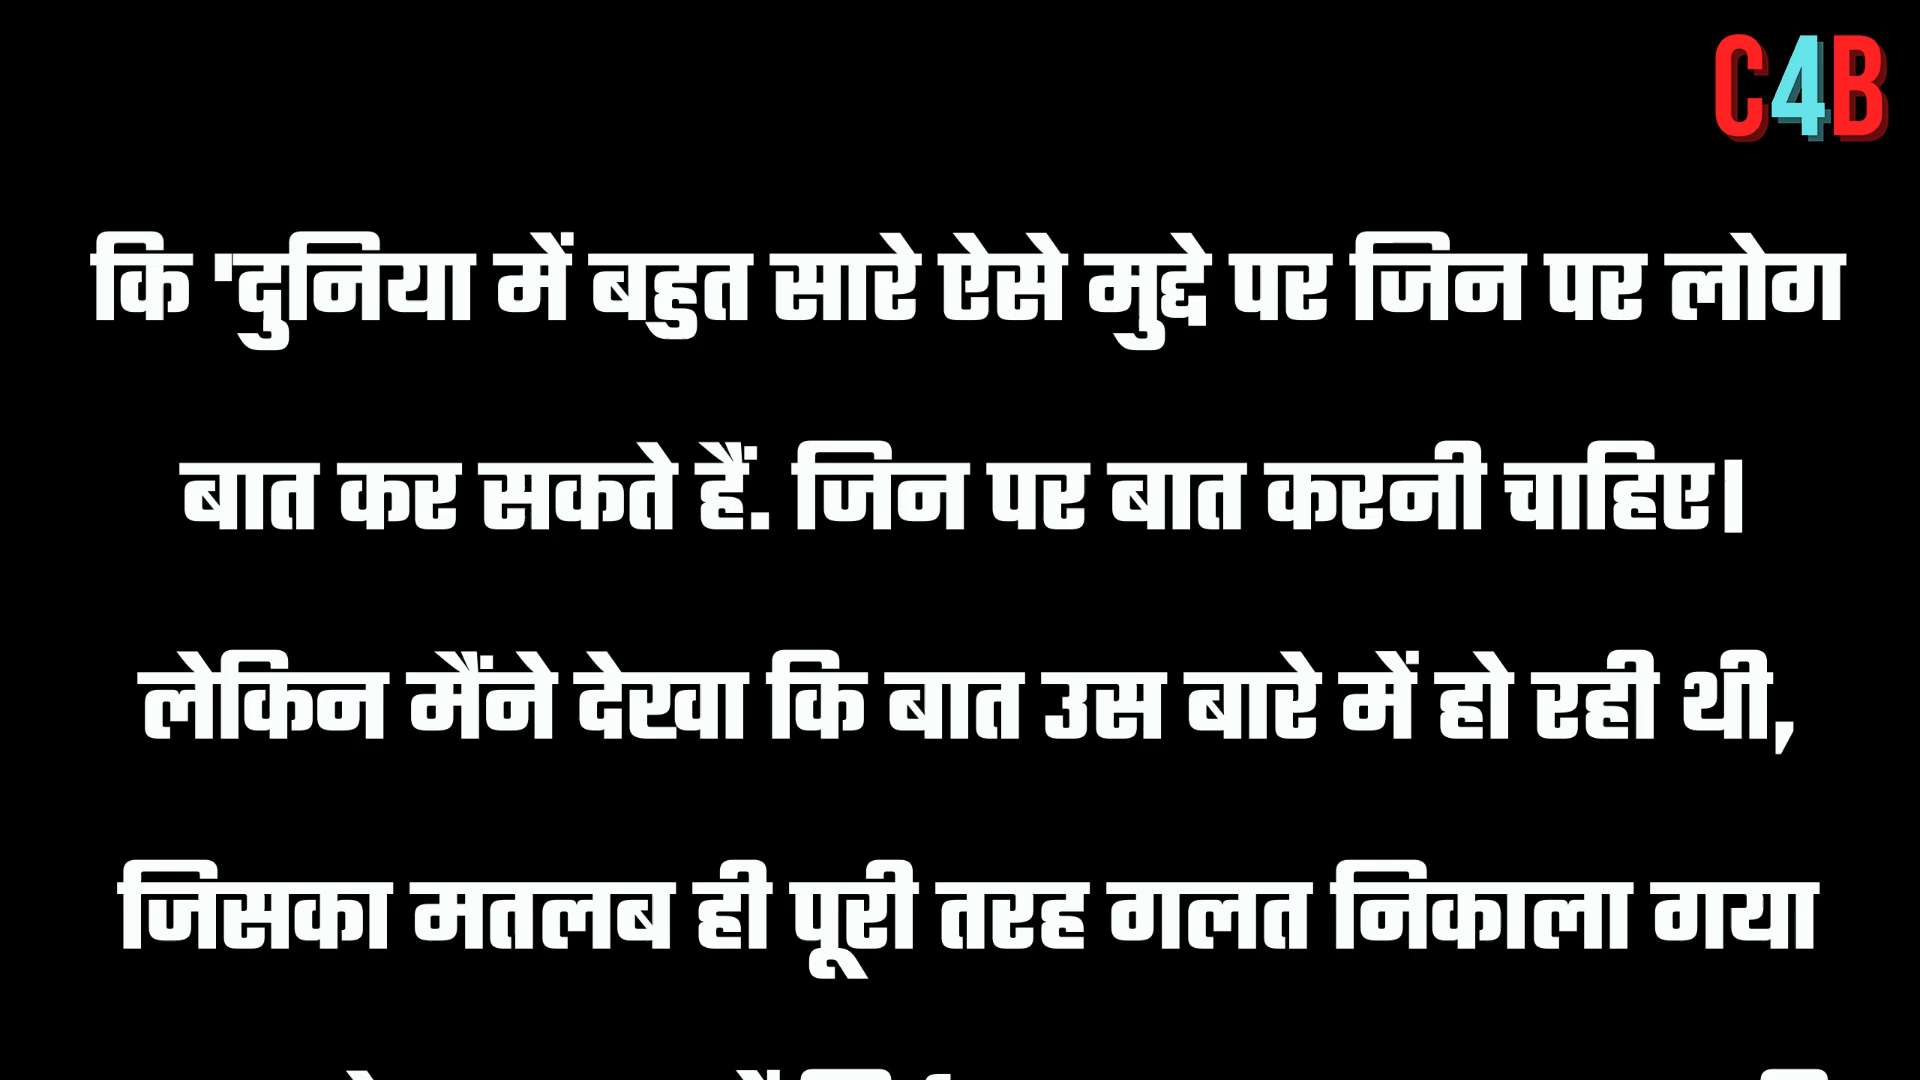 C4B
कि 'दुनिया में बहुत सारे ऐसे मुद्दे पर जिन पर लोग
बात कर सकते हैं. जिन पर बात करनी चाहिए।
लेकिन मैंने देखा कि बात उस बारे में हो रही थी,
जिसका मतलब ही पूरी तरह गलत निकाला गया